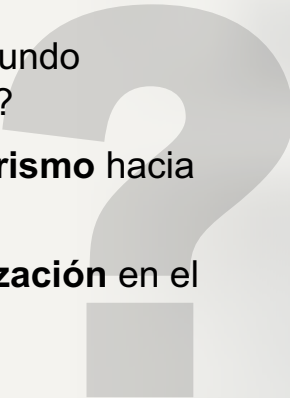 undo
?
rismo hacia
zación en el